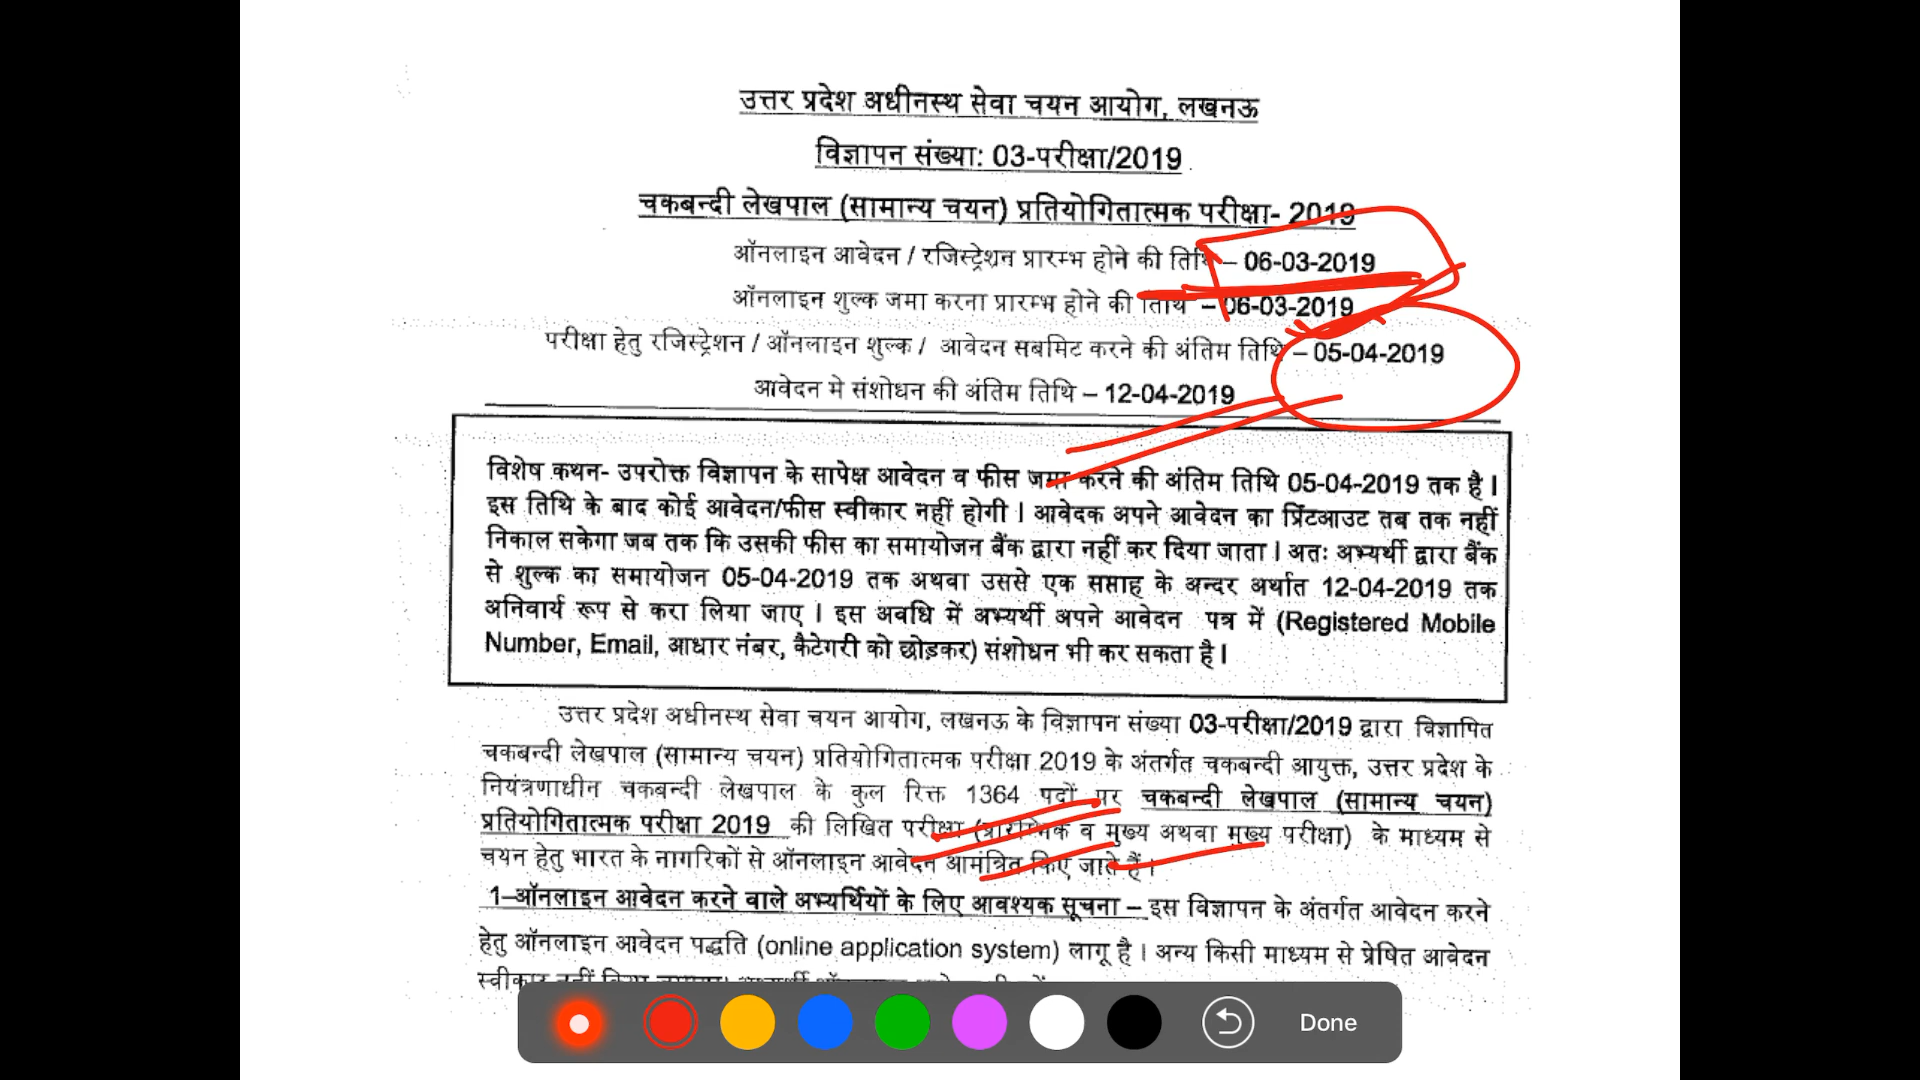 उत्तर प्रदेश अधीनस्थ सेवा चयन आयोग, लखनऊ
विज्ञापन संख्या: 03-परीक्षा/2019
चकबन्दी लेखपाल (सामान्य चयन) प्रतियोगितात्मक परीक्षा- 2019
ऑनलाइन आवेदन / रजिस्ट्रेशन प्रारम्भ होने की तिथि – 06-03-2019
ऑनलाइन शुल्क जमा करना प्रारम्भ होने की तिथि – 06-03-2019
परीक्षा हेतु रजिस्ट्रेशन / ऑनलाइन शुल्क / आवेदन सबमिट करने की अंतिम तिथि – 05-04-2019
आवेदन मे संशोधन की अंतिम तिथि – 12-04-2019
विशेष कथन- उपरोक्त विज्ञापन के सापेक्ष आवेदन व फीस जमा करने की अंतिम तिथि 05-04-2019 तक है।
इस तिथि के बाद कोई आवेदन/फीस स्वीकार नहीं होगी। आवेदक अपने आवेदन का प्रिंटआउट तब तक नहीं
निकाल सकेगा जब तक कि उसकी फीस का समायोजन बैंक द्वारा नहीं कर दिया जाता। अतः अभ्यर्थी द्वारा बैंक
से शुल्क का समायोजन 05-04-2019 तक अथवा उससे एक सप्ताह के अन्दर अर्थात 12-04-2019 तक
अनिवार्य रूप से करा लिया जाए। इस अवधि में अभ्यर्थी अपने आवेदन पत्र में (Registered Mobile
Number, Email, आधार नंबर, कैटेगरी को छोड़कर) संशोधन भी कर सकता है।
उत्तर प्रदेश अधीनस्थ सेवा चयन आयोग, लखनऊ के विज्ञापन संख्या 03-परीक्षा/2019 द्वारा विज्ञापित
चकबन्दी लेखपाल (सामान्य चयन) प्रतियोगितात्मक परीक्षा 2019 के अंतर्गत चकबन्दी आयुक्त, उत्तर प्रदेश के
नियंत्रणाधीन चकबन्दी लेखपाल के कुल रिक्त 1364 पदों पर चकबन्दी लेखपाल (सामान्य चयन)
प्रतियोगितात्मक परीक्षा 2019 की लिखित परीक्षा (प्रारम्भिक व मुख्य अथवा मुख्य परीक्षा) के माध्यम से
चयन हेतु भारत के नागरिकों से ऑनलाइन आवेदन आमंत्रित किए जाते हैं।
1–ऑनलाइन आवेदन करने वाले अभ्यर्थियों के लिए आवश्यक सूचना – इस विज्ञापन के अंतर्गत आवेदन करने
हेतु ऑनलाइन आवेदन पद्धति (online application system) लागू है। अन्य किसी माध्यम से प्रेषित आवेदन
स्वीकार नहीं किया
Done